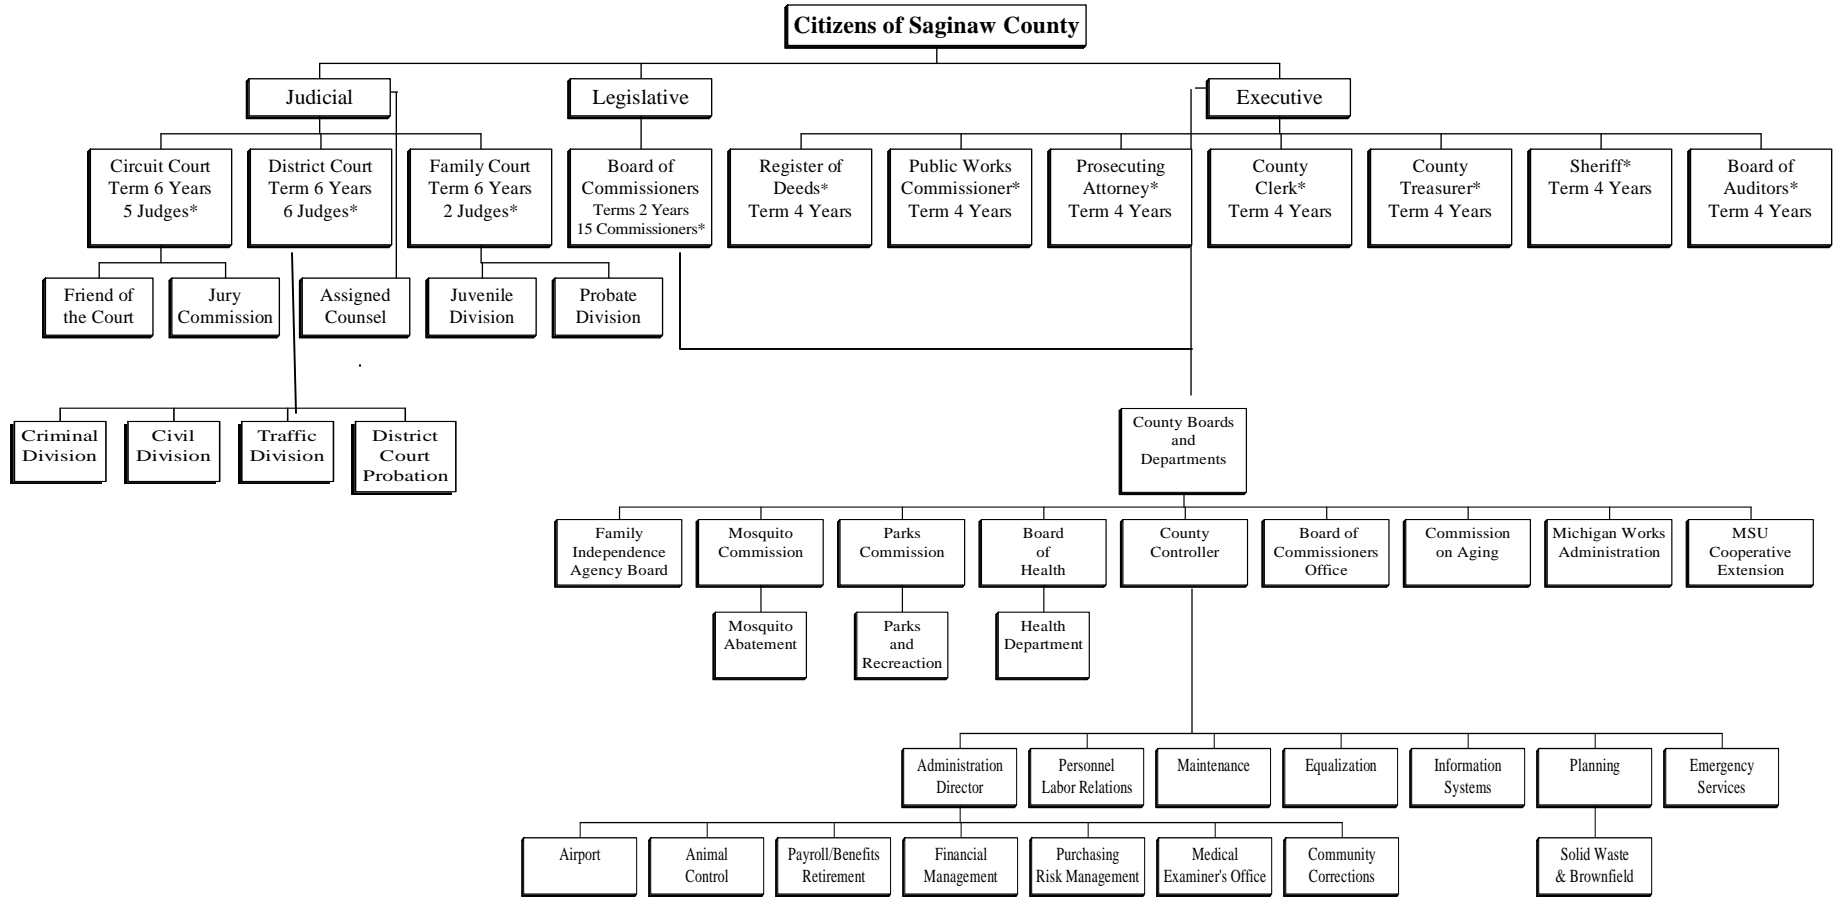 Citizens of Saginaw County
Judicial
Legislative
Executive
Circuit Court
Term 6 Years
5 Judges*
District Court
Term 6 Years
6 Judges*
Family Court
Term 6 Years
2 Judges*
Board of
Commissioners
Terms 2 Years
15 Commissioners*
Register of
Deeds*
Term 4 Years
Public Works
Commissioner*
Term 4 Years
Prosecuting
Attorney*
Term 4 Years
County
Clerk*
Term 4 Years
County
Treasurer*
Term 4 Years
Sheriff*
Term 4 Years
Board of
Auditors*
Term 4 Years
Friend of
the Court
Jury
Commission
Assigned
Counsel
Juvenile
Division
Probate
Division
Criminal
Division
Civil
Division
Traffic
Division
District
Court
Probation
County Boards
and
Departments
Family
Independence
Agency Board
Mosquito
Commission
Parks
Commission
Board
of
Health
County
Controller
Board of
Commissioners
Office
Commission
on Aging
Michigan Works
Administration
MSU
Cooperative
Extension
Mosquito
Abatement
Parks
and
Recreaction
Health
Department
Administration
Director
Personnel
Labor Relations
Maintenance
Equalization
Information
Systems
Planning
Emergency
Services
Airport
Animal
Control
Payroll/Benefits
Retirement
Financial
Management
Purchasing
Risk Management
Medical
Examiner's Office
Community
Corrections
Solid Waste
& Brownfield